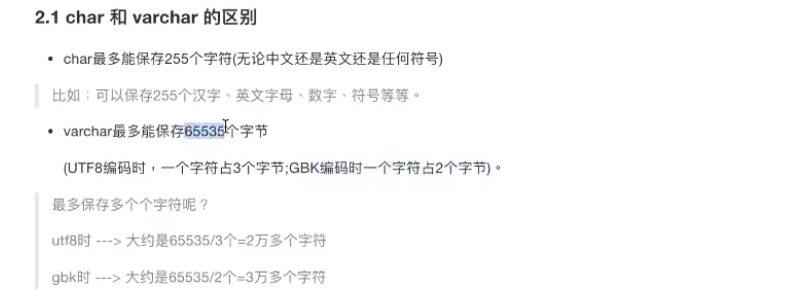 2.1 char 和 varchar 的区别
char最多能保存255个字符(无论中文还是英文还是任何符号)
比如：可以保存255个汉字、英文字母、数字、符号等等。
varchar最多能保存65535个字节
(UTF8编码时，一个字符占3个字节;GBK编码时一个字符占2个字节)。
最多保存多个个字符呢？
utf8时 ---> 大约是65535/3个=2万多个字符
gbk时 ---> 大约是65535/2个=3万多个字符